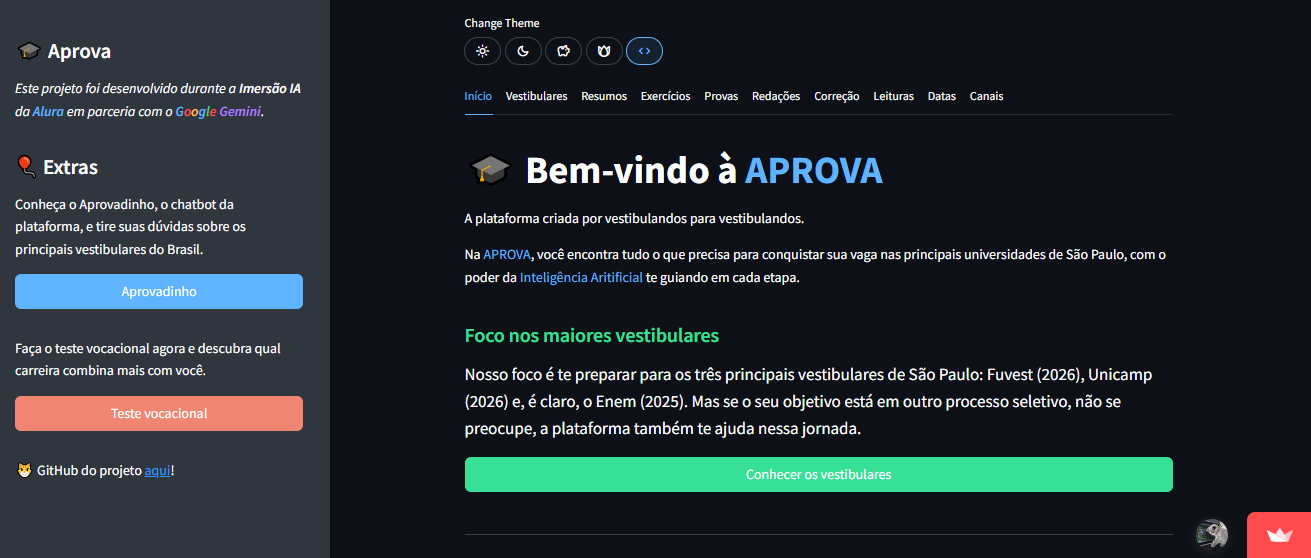 Aprova
Este projeto foi desenvolvido durante a Imersão IA
da Alura em parceria com o Google Gemini.
Extras
Conheça o Aprovadinho, o chatbot da
plataforma, e tire suas dúvidas sobre os
principais vestibulares do Brasil.
Aprovadinho
Faça o teste vocacional agora e descubra qual
carreira combina mais com você.
Teste vocacional
GitHub do projeto aqui!
Change Theme
Início Vestibulares Resumos Exercícios Provas Redações Correção Leituras Datas Canais
Bem-vindo à APROVA
A plataforma criada por vestibulandos para vestibulandos.
Na APROVA, você encontra tudo o que precisa para conquistar sua vaga nas principais universidades de São Paulo, com o
poder da Inteligência Aritificial te guiando em cada etapa.
Foco nos maiores vestibulares
Nosso foco é te preparar para os três principais vestibulares de São Paulo: Fuvest (2026), Unicamp
(2026) e, é claro, o Enem (2025). Mas se o seu objetivo está em outro processo seletivo, não se
preocupe, a plataforma também te ajuda nessa jornada.
Conhecer os vestibulares